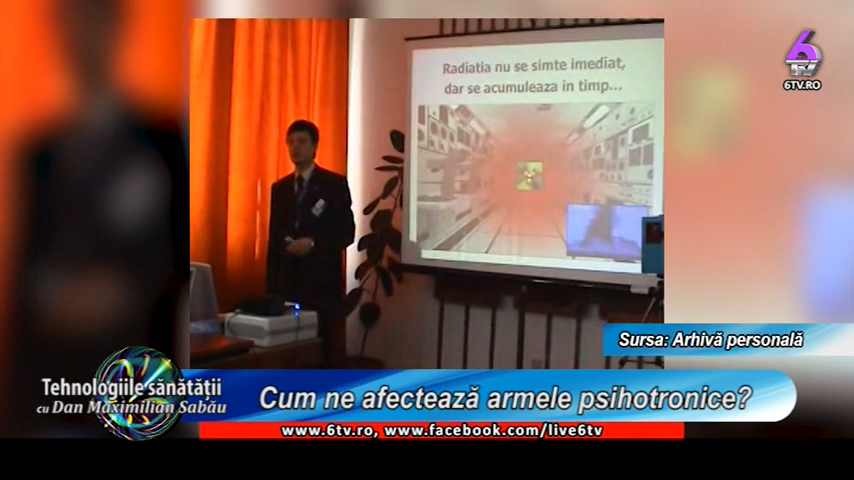 Radiatia nu se simte imediat,
dar se acumuleaza in timp...
6
TV
6TV.RO
Sursa: Arhivă personală
Tehnologiile sănătății
cu Dan Maximilian Sabău
Cum ne afectează armele psihotronice?
www.6tv.ro, www.facebook.com/live6tv